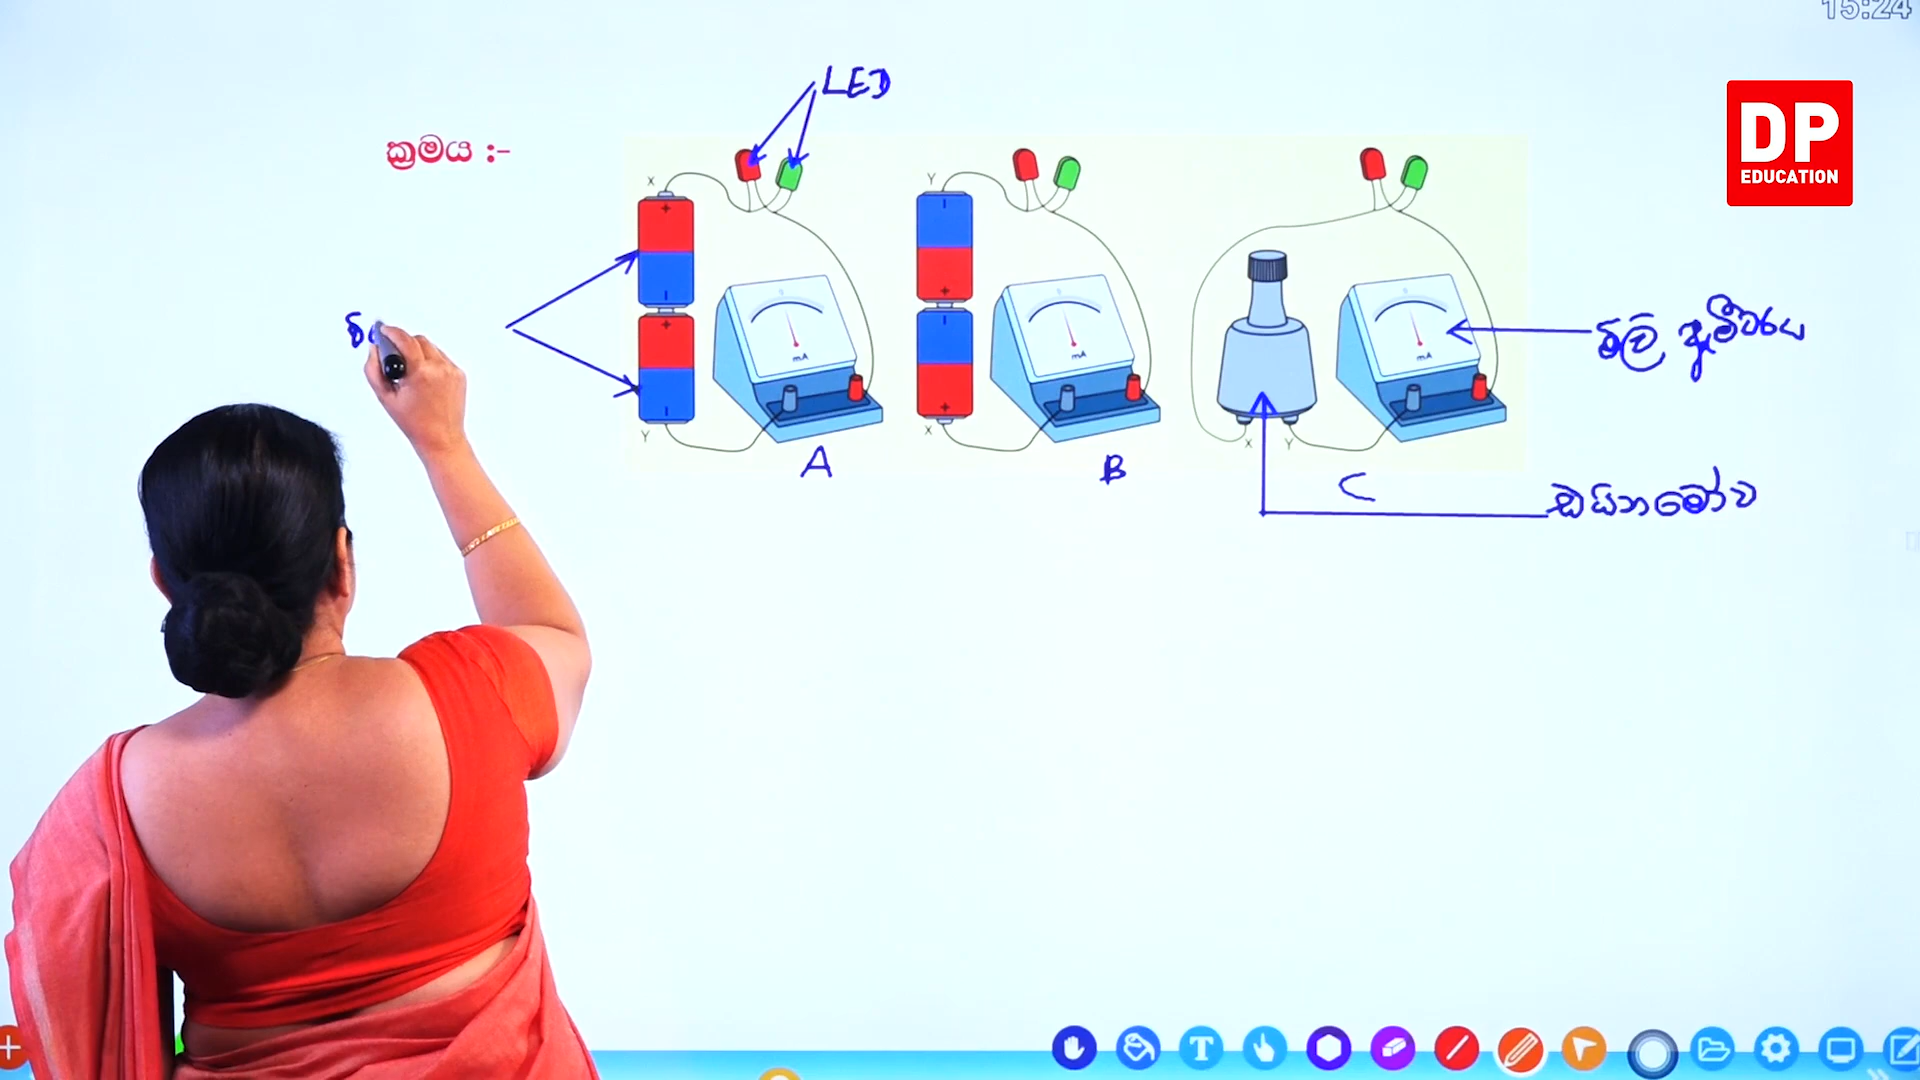 15:24
LED
DP
EDUCATION
ක්‍රමය :-
X
Y
+
+
+
+
Y
X
mA
mA
mA
X
Y
මිලි ඇමීටරය
A
B
C
ඩයිනමෝව
T